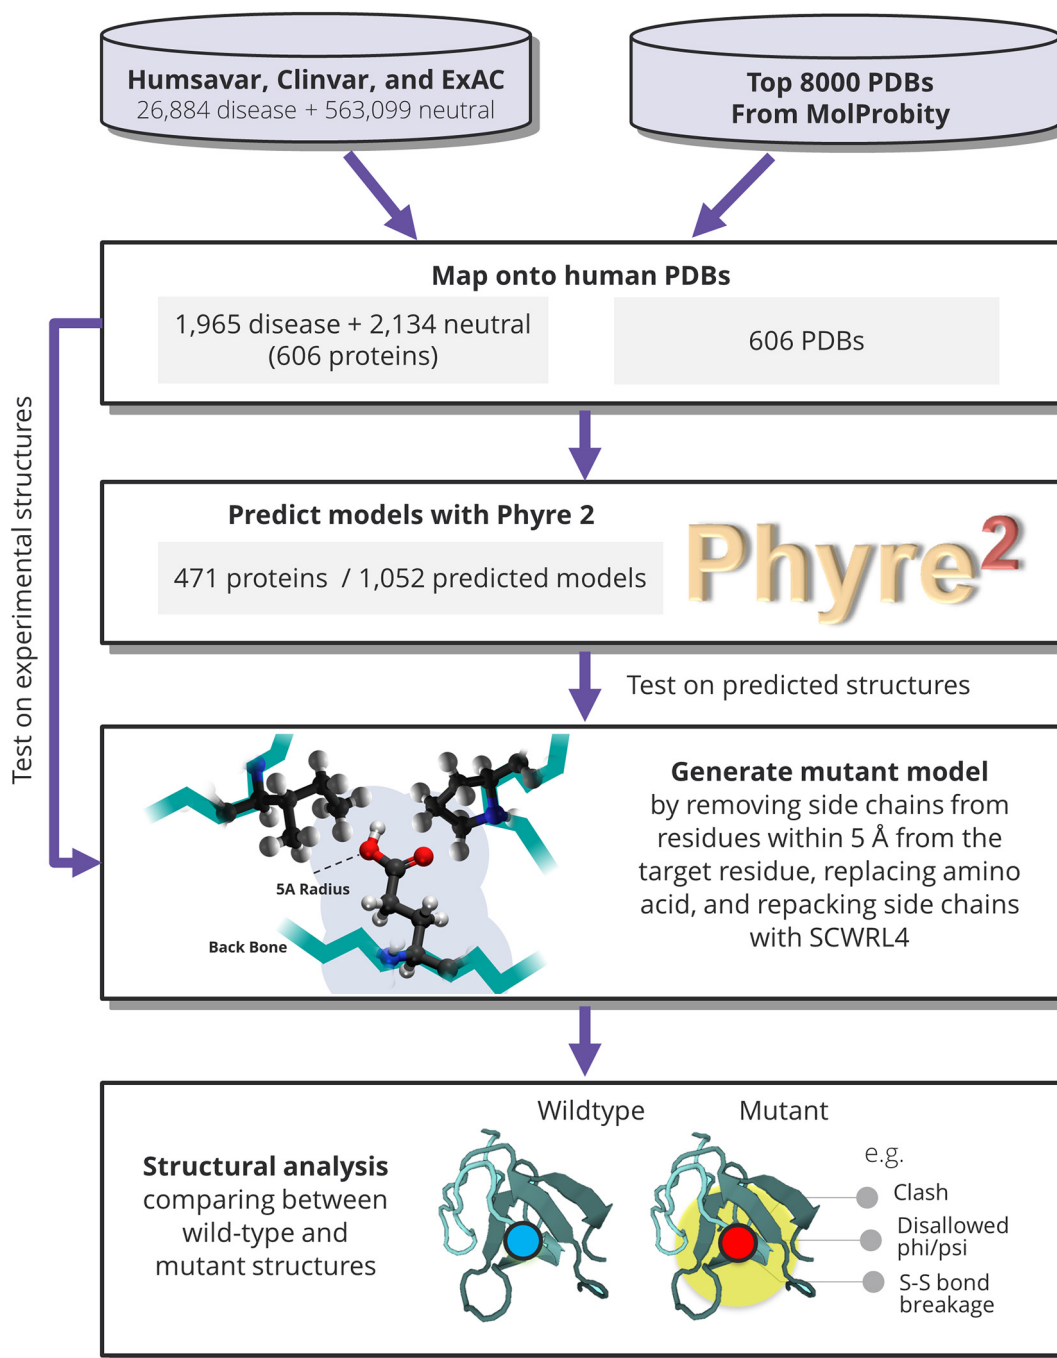 Humsavar, Clinvar, and ExAC
26,884 disease + 563,099 neutral
Top 8000 PDBs
From MolProbity
Map onto human PDBs
1,965 disease + 2,134 neutral
(606 proteins)
606 PDBs
Test on experimental structures
Predict models with Phyre 2
471 proteins / 1,052 predicted models
Phyre2
Test on predicted structures
5A Radius
Back Bone
Generate mutant model
by removing side chains from
residues within 5 Å from the
target residue, replacing amino
acid, and repacking side chains
with SCWRL4
Structural analysis
comparing between
wild-type and
mutant structures
Wildtype
Mutant
e.g.
Clash
Disallowed
phi/psi
S-S bond
breakage